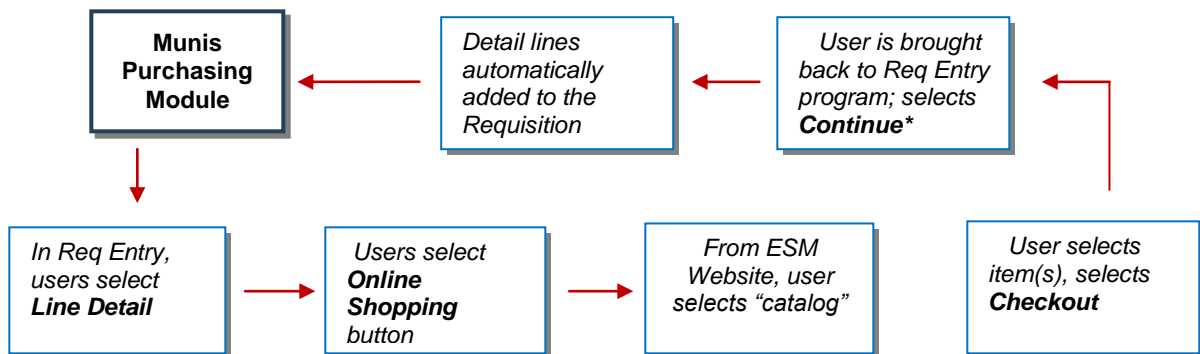 Munis
Purchasing
Module
Detail lines
automatically
added to the
Requisition
User is brought
back to Req Entry
program; selects
Continue*
In Req Entry,
users select
Line Detail
Users select
Online
Shopping
button
From ESM
Website, user
selects “catalog”
User selects
item(s), selects
Checkout